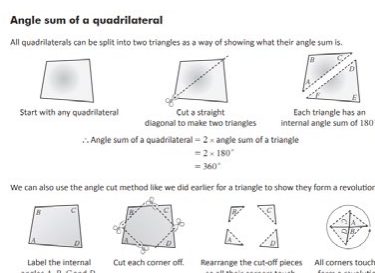 Angle sum of a quadrilateral
All quadrilaterals can be split into two triangles as a way of showing what their angle sum is.
B
C
D
A
F
E
Start with any quadrilateral
Cut a straight
diagonal to make two triangles
Each triangle has an
internal angle sum of 180
∴ Angle sum of a quadrilateral = 2 × angle sum of a triangle
= 2 × 180°
= 360°
We can also use the angle cut method like we did earlier for a triangle to show they form a revolution
B C
A D
B C
A D
B C
A D
Label the internal
Cut each corner off.
Rearrange the cut-off pieces
All corners touch